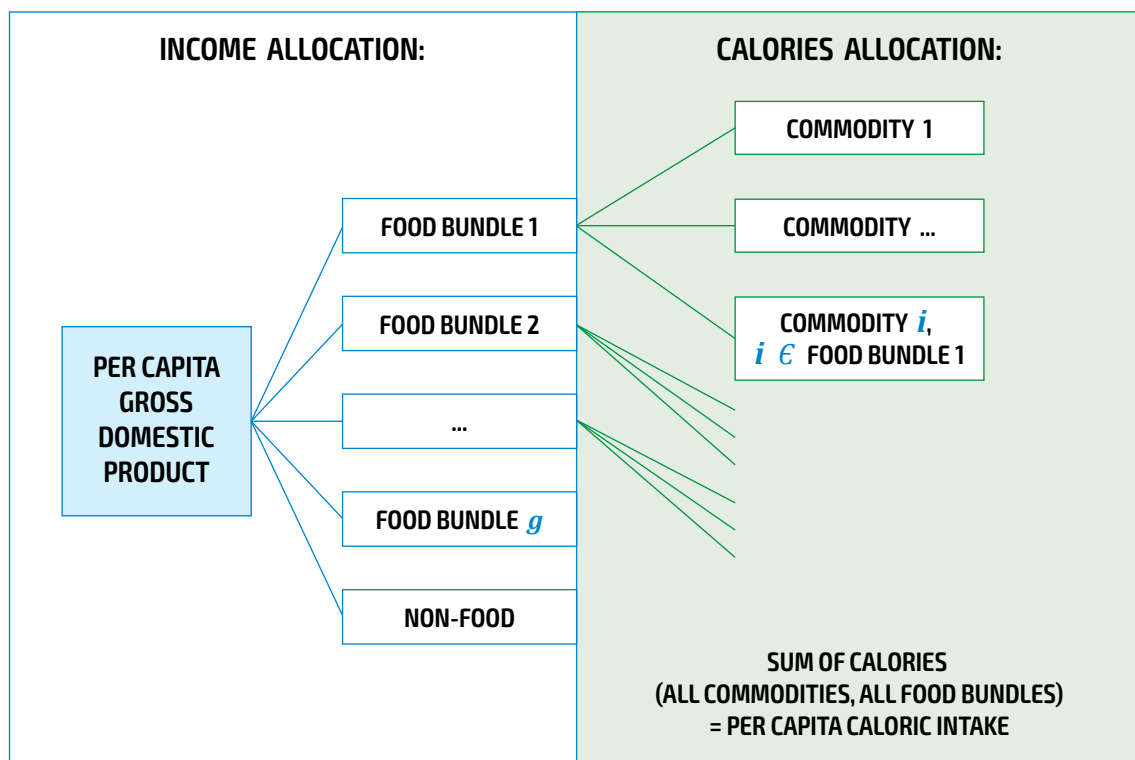 INCOME ALLOCATION:
PER CAPITA
GROSS
DOMESTIC
PRODUCT
FOOD BUNDLE 1
FOOD BUNDLE 2
...
FOOD BUNDLE g
NON-FOOD
CALORIES ALLOCATION:
COMMODITY 1
COMMODITY ...
COMMODITY i,
i ϵ FOOD BUNDLE 1
SUM OF CALORIES
(ALL COMMODITIES, ALL FOOD BUNDLES)
= PER CAPITA CALORIC INTAKE